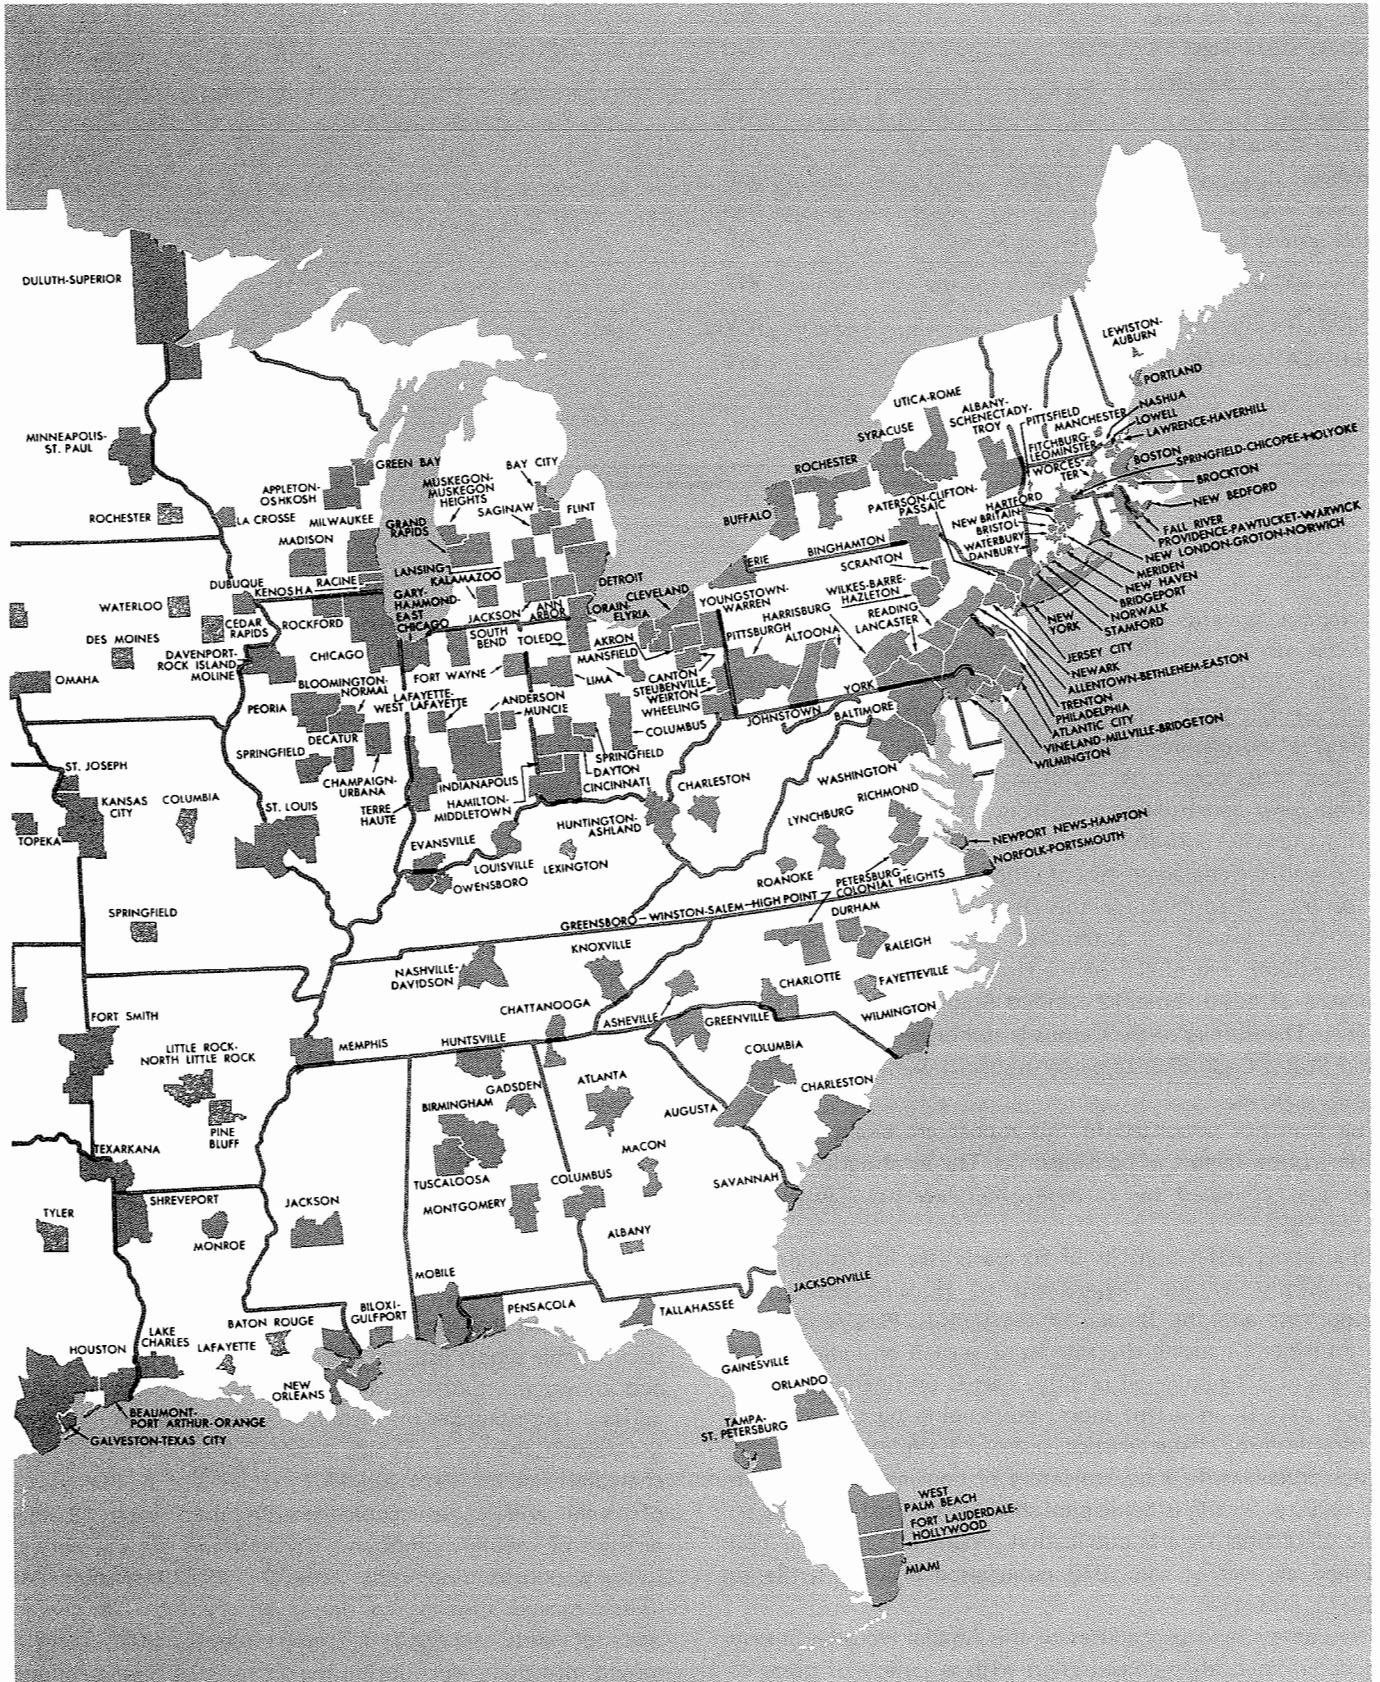 DULUTH-SUPERIOR
MINNEAPOLIS-
ST. PAUL
ROCHESTER
LA CROSSE
APPLETON-
OSHKOSH
GREEN BAY
MILWAUKEE
MADISON
DUBUQUE
KENOSHA
RACINE
WATERLOO
CEDAR
RAPIDS
ROCKFORD
DES MOINES
DAVENPORT-
ROCK ISLAND
MOLINE
CHICAGO
OMAHA
MUSKEGON-
MUSKEGON
HEIGHTS
BAY CITY
SAGINAW
FLINT
GRAND
RAPIDS
LANSING
KALAMAZOO
GARY-
HAMMOND-
EAST
CHICAGO
JACKSON
ANN
ARBOR
DETROIT
SOUTH
BEND
TOLEDO
FORT WAYNE
LIMA
LORAIN-
ELYRIA
CLEVELAND
AKRON
MANSFIELD
CANTON
STEUBENVILLE-
WEIRTON
WHEELING
YOUNGSTOWN-
WARREN
PITTSBURGH
ERIE
BLOOMINGTON-
NORMAL
PEORIA
LAFAYETTE-
WEST LAFAYETTE
ANDERSON
MUNCIE
DECATUR
SPRINGFIELD
CHAMPAIGN-
URBANA
INDIANAPOLIS
TERRE
HAUTE
HAMILTON-
MIDDLETOWN
COLUMBUS
SPRINGFIELD
DAYTON
CINCINNATI
ST. JOSEPH
KANSAS
CITY
COLUMBIA
ST. LOUIS
TOPEKA
EVANSVILLE
LOUISVILLE
OWENSBORO
LEXINGTON
HUNTINGTON-
ASHLAND
CHARLESTON
SPRINGFIELD
LEWISTON-
AUBURN
PORTLAND
UTICA-ROME
ALBANY-
SCHENECTADY-
TROY
PITTSFIELD
MANCHESTER
NASHUA
LOWELL
LAWRENCE-HAVERHILL
FITCHBURG-
LEOMINSTER
WORCES-
TER
BOSTON
SPRINGFIELD-CHICOPEE-HOLYOKE
BROCKTON
NEW BEDFORD
FALL RIVER
PROVIDENCE-PAWTUCKET-WARWICK
NEW LONDON-GROTON-NORWICH
MERIDEN
NEW HAVEN
BRIDGEPORT
NORWALK
STAMFORD
SYRACUSE
ROCHESTER
BUFFALO
PATERSON-CLIFTON-
PASSAIC
HARTFORD
NEW BRITAIN
BRISTOL
WATERBURY
DANBURY
BINGHAMTON
SCRANTON
WILKES-BARRE-
HAZLETON
HARRISBURG
READING
LANCASTER
ALTOONA
NEW
YORK
JERSEY CITY
NEWARK
ALLENTOWN-BETHLEHEM-EASTON
TRENTON
PHILADELPHIA
ATLANTIC CITY
VINELAND-MILLVILLE-BRIDGETON
WILMINGTON
YORK
JOHNSTOWN
BALTIMORE
WASHINGTON
RICHMOND
LYNCHBURG
ROANOKE
PETERSBURG-
COLONIAL HEIGHTS
NEWPORT NEWS-HAMPTON
NORFOLK-PORTSMOUTH
GREENSBORO-WINSTON-SALEM-HIGH POINT
DURHAM
RALEIGH
NASHVILLE-
DAVIDSON
KNOXVILLE
CHATTANOOGA
ASHEVILLE
CHARLOTTE
FAYETTEVILLE
WILMINGTON
GREENVILLE
FORT SMITH
LITTLE ROCK-
NORTH LITTLE ROCK
MEMPHIS
HUNTSVILLE
PINE
BLUFF
GADSDEN
BIRMINGHAM
ATLANTA
COLUMBIA
CHARLESTON
AUGUSTA
TEXARKANA
TUSCALOOSA
COLUMBUS
MACON
SAVANNAH
SHREVEPORT
JACKSON
MONTGOMERY
TYLER
MONROE
ALBANY
MOBILE
PENSACOLA
TALLAHASSEE
JACKSONVILLE
BILOXI-
GULFPORT
BATON ROUGE
LAKE
CHARLES
LAFAYETTE
HOUSTON
NEW
ORLEANS
BEAUMONT-
PORT ARTHUR-ORANGE
GALVESTON-TEXAS CITY
GAINESVILLE
ORLANDO
TAMPA-
ST. PETERSBURG
WEST
PALM BEACH
FORT LAUDERDALE-
HOLLYWOOD
MIAMI